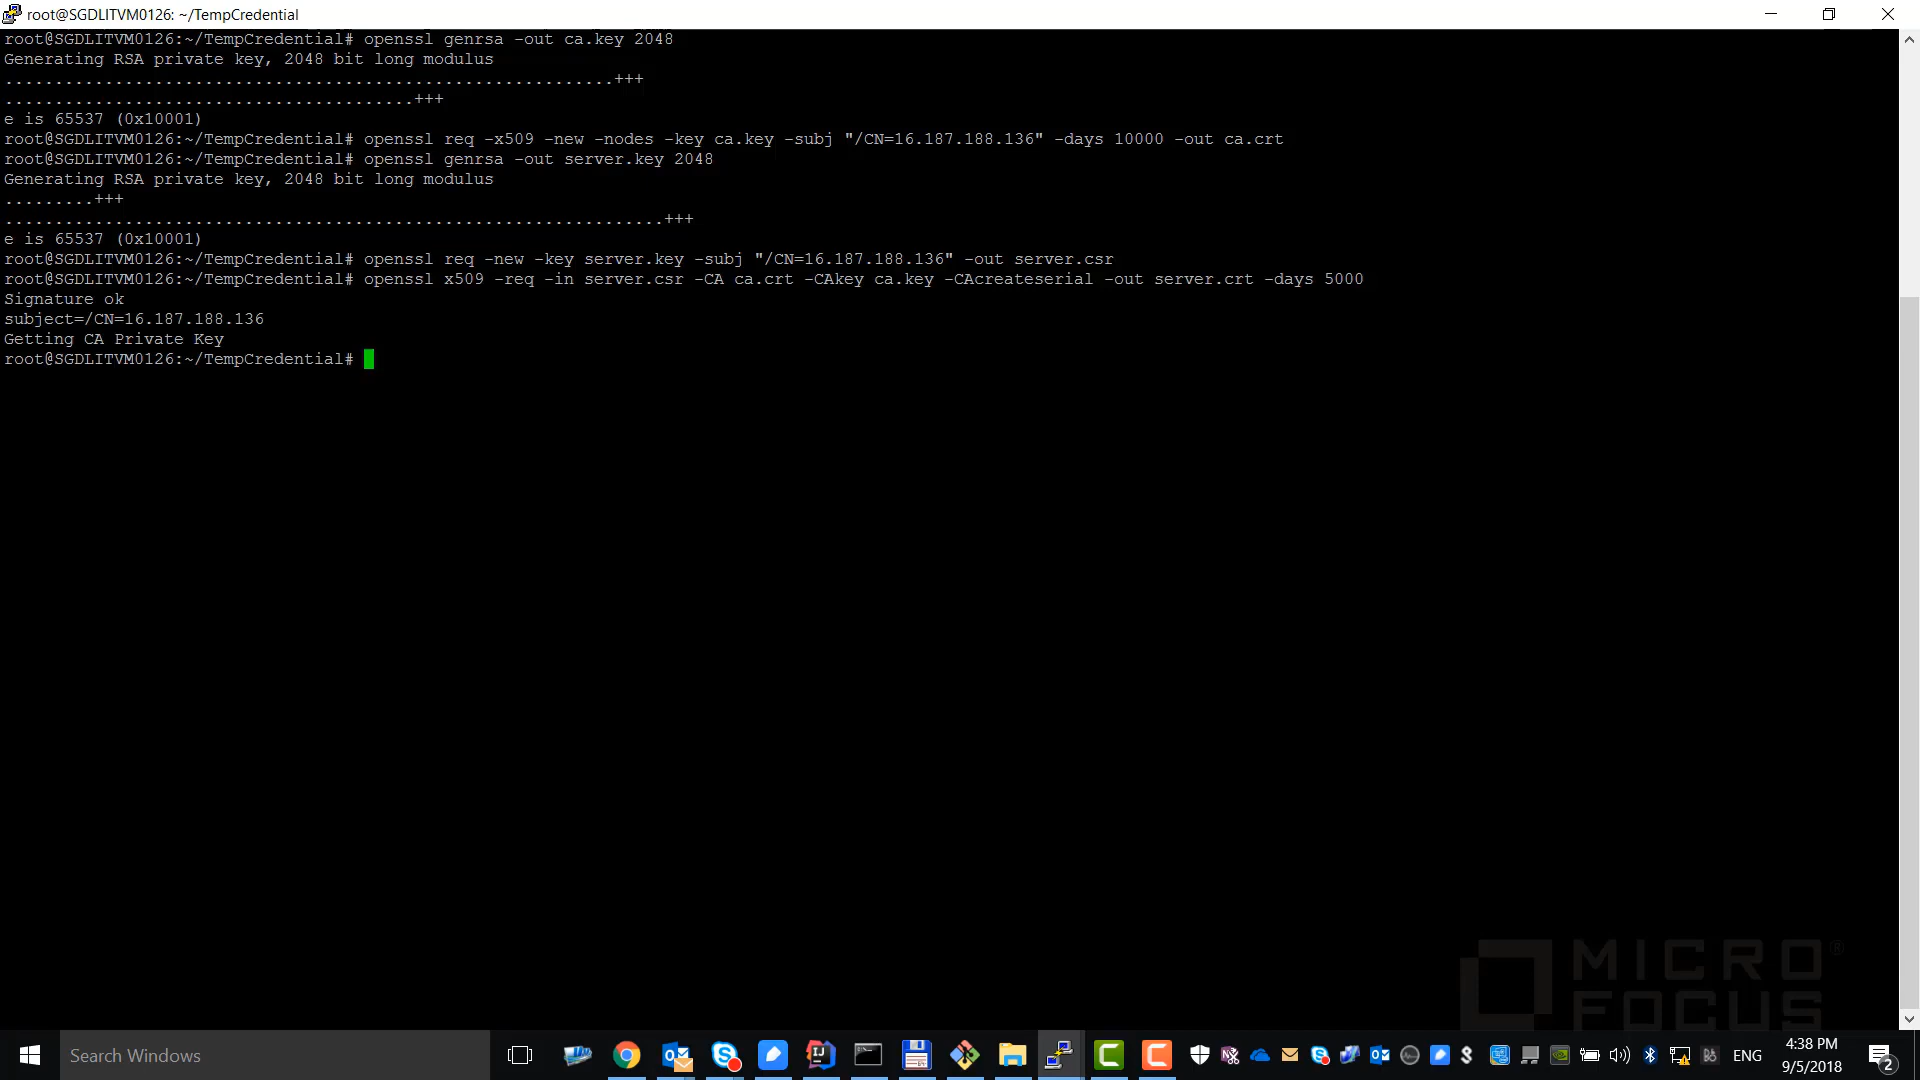 root@SGDLITVM0126: ~/TempCredential
root@SGDLITVM0126:~/TempCredential# openssl genrsa -out ca.key 2048
Generating RSA private key, 2048 bit long modulus
.............................................................+++
.........................................+++
e is 65537 (0x10001)
root@SGDLITVM0126:~/TempCredential# openssl req -x509 -new -nodes -key ca.key -subj "/CN=16.187.188.136" -days 10000 -out ca.crt
root@SGDLITVM0126:~/TempCredential# openssl genrsa -out server.key 2048
Generating RSA private key, 2048 bit long modulus
.........+++
..................................................................+++
e is 65537 (0x10001)
root@SGDLITVM0126:~/TempCredential# openssl req -new -key server.key -subj "/CN=16.187.188.136" -out server.csr
root@SGDLITVM0126:~/TempCredential# openssl x509 -req -in server.csr -CA ca.crt -CAkey ca.key -CAcreateserial -out server.crt -days 5000
Signature ok
subject=/CN=16.187.188.136
Getting CA Private Key
root@SGDLITVM0126:~/TempCredential#
MICRO
FOCUS
Search Windows
ENG
4:38 PM
9/5/2018
2